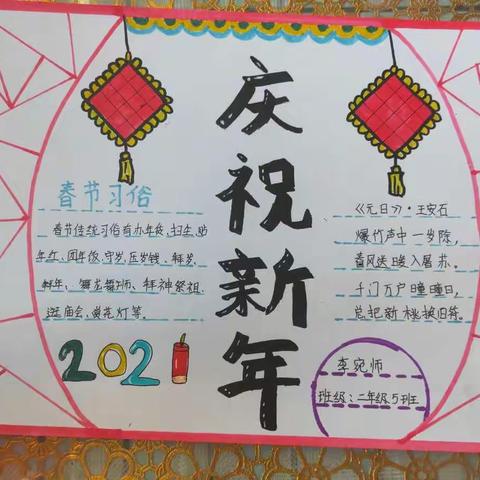 庆祝新年
春节习俗
春节传统习俗有办年货、扫尘、贴
年红、团年饭、守岁、压岁钱、拜岁、
拜年、舞龙舞狮、拜神祭祖、
逛庙会、赏花灯等。
2021
《元日》·王安石
爆竹声中一岁除,
春风送暖入屠苏.
千门万户曈曈日,
总把新桃换旧符。
李宛师
班级:二年级5班